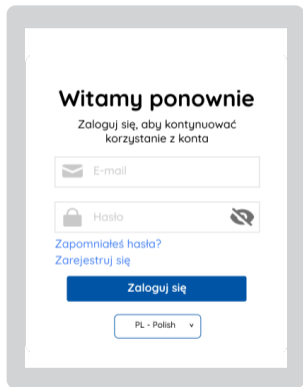 Witamy ponownie
Zaloguj się, aby kontynuować
korzystanie z konta
E-mail
Hasło
Zapomniałeś hasła?
Zarejestruj się
Zaloguj się
PL - Polish